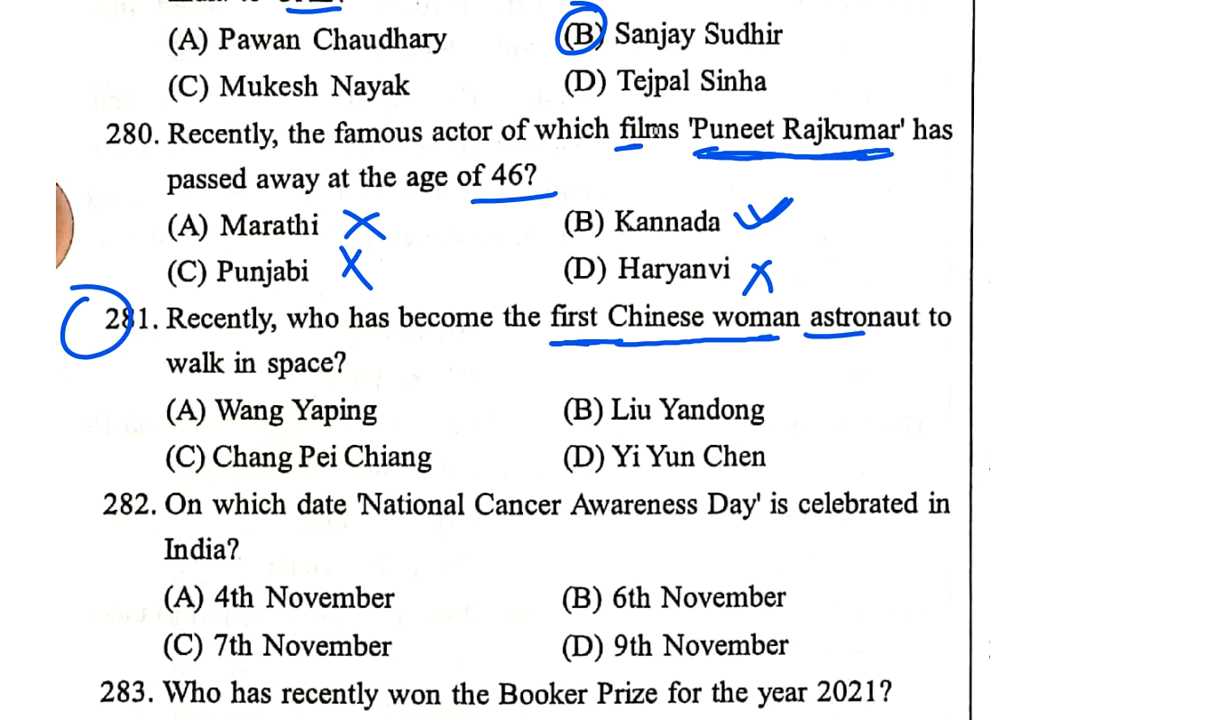 (A) Pawan Chaudhary (B) Sanjay Sudhir
(C) Mukesh Nayak (D) Tejpal Sinha
280. Recently, the famous actor of which films 'Puneet Rajkumar' has
passed away at the age of 46?
(A) Marathi (B) Kannada
(C) Punjabi (D) Haryanvi
281. Recently, who has become the first Chinese woman astronaut to
walk in space?
(A) Wang Yaping (B) Liu Yandong
(C) Chang Pei Chiang (D) Yi Yun Chen
282. On which date 'National Cancer Awareness Day' is celebrated in
India?
(A) 4th November (B) 6th November
(C) 7th November (D) 9th November
283. Who has recently won the Booker Prize for the year 2021?